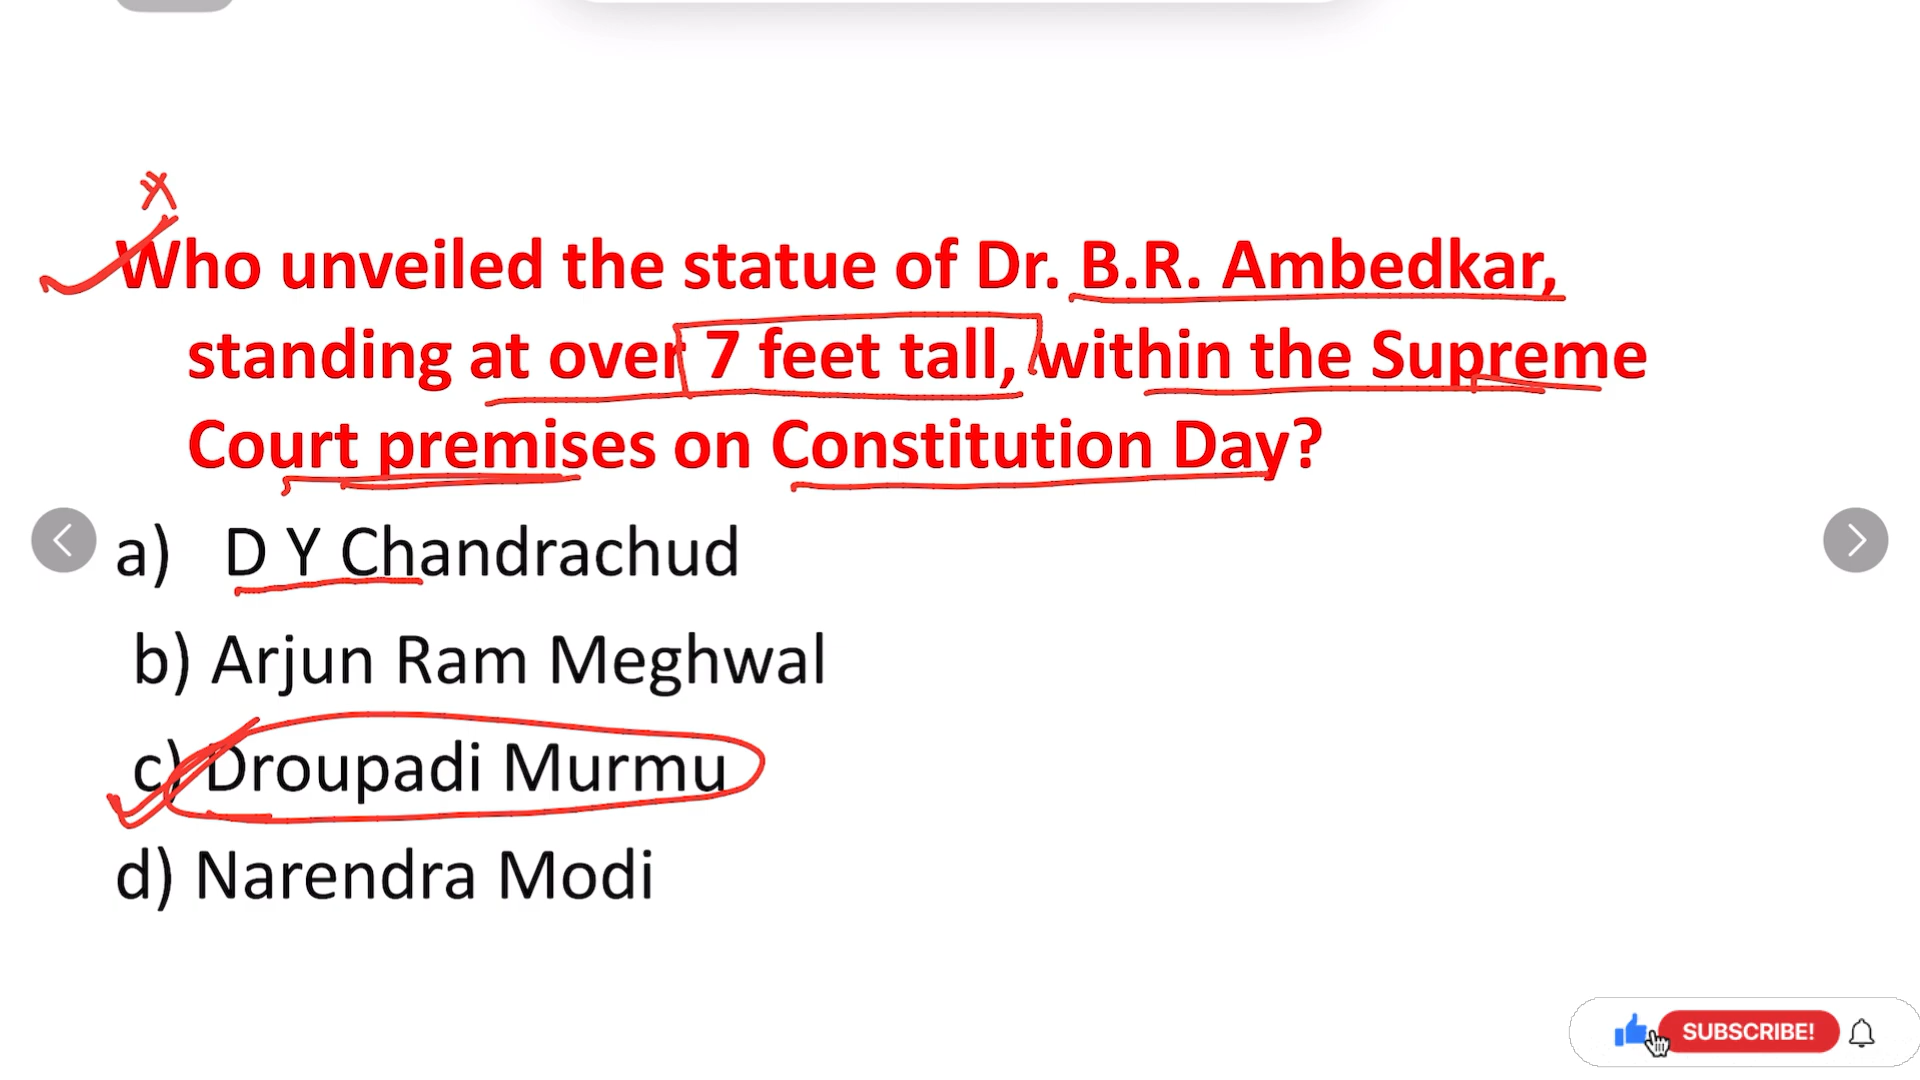 Who unveiled the statue of Dr. B.R. Ambedkar,
standing at over 7 feet tall, within the Supreme
Court premises on Constitution Day?
a) D Y Chandrachud
b) Arjun Ram Meghwal
c) Droupadi Murmu
d) Narendra Modi
SUBSCRIBE!